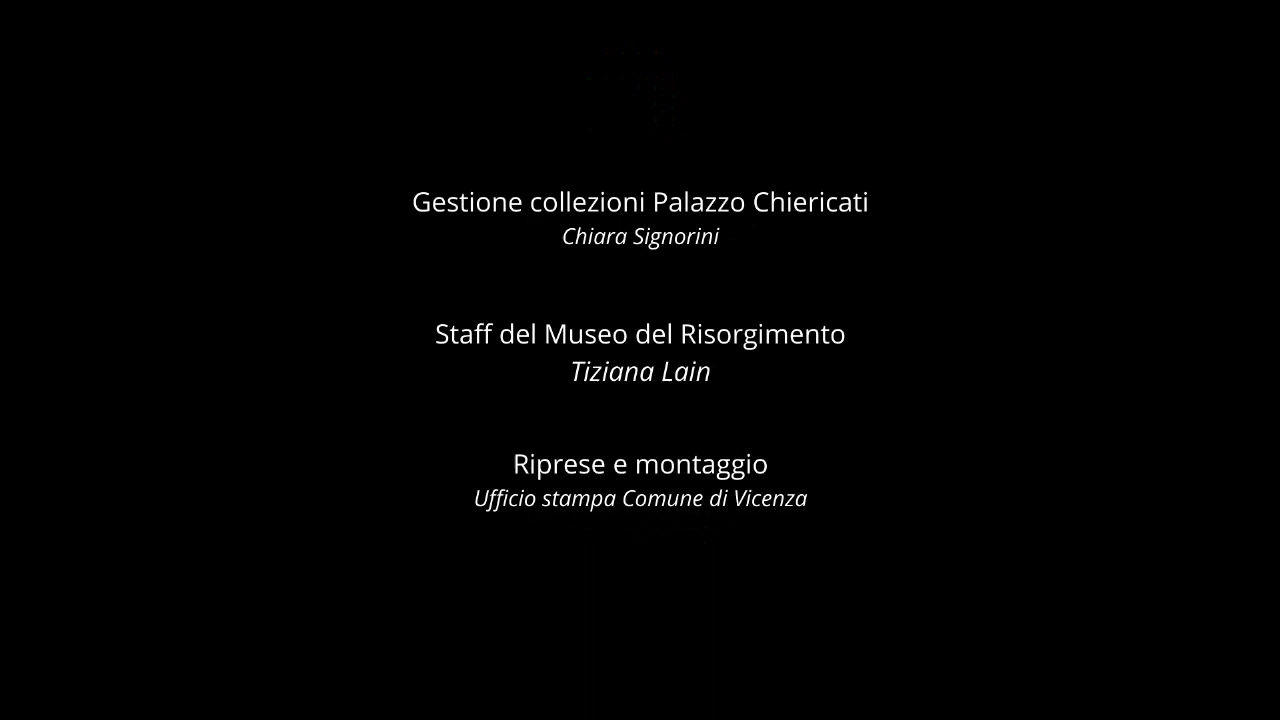 Gestione collezioni Palazzo Chiericati
Chiara Signorini
Staff del Museo del Risorgimento
Tiziana Lain
Riprese e montaggio
Ufficio stampa Comune di Vicenza